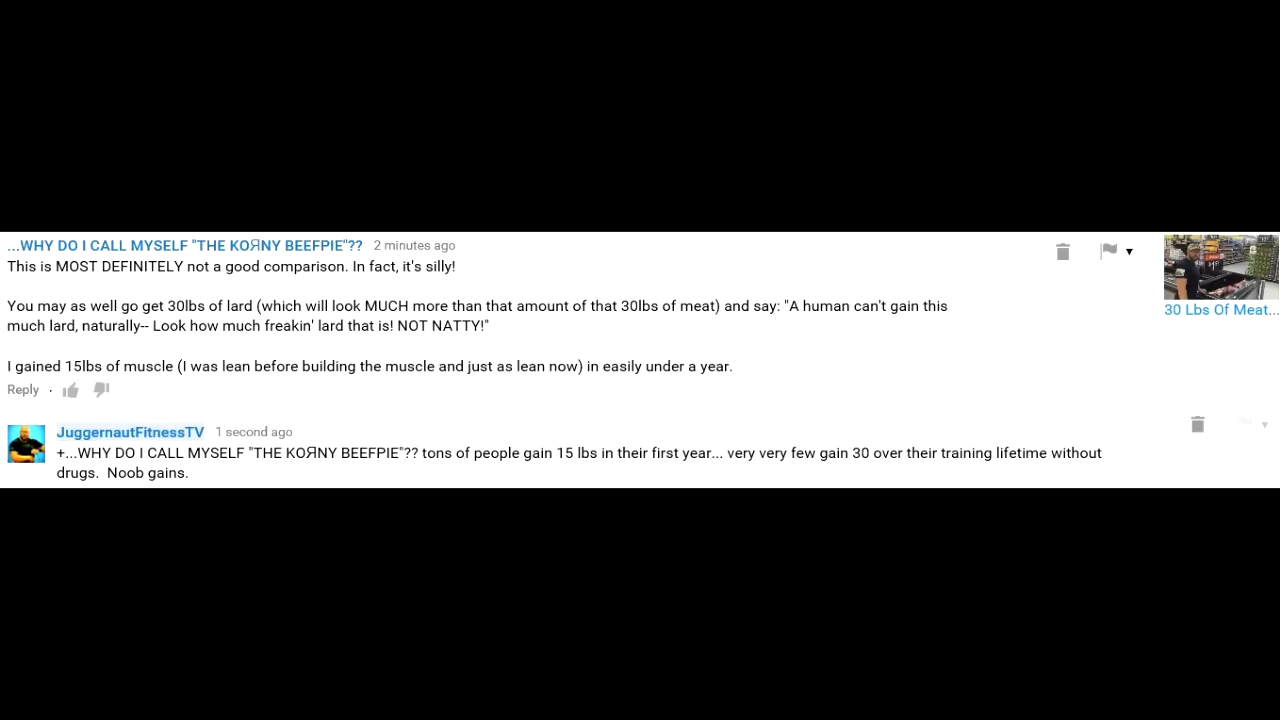 ...WHY DO I CALL MYSELF "THE KOЯNY BEEFPIE"?? 2 minutes ago
This is MOST DEFINITELY not a good comparison. In fact, it's silly!
You may as well go get 30lbs of lard (which will look MUCH more than that amount of that 30lbs of meat) and say: "A human can't gain this
much lard, naturally-- Look how much freakin' lard that is! NOT NATTY!"
I gained 15lbs of muscle (I was lean before building the muscle and just as lean now) in easily under a year.
Reply ·
30 Lbs Of Meat...
JuggernautFitnessTV 1 second ago
+...WHY DO I CALL MYSELF "THE KOЯNY BEEFPIE"?? tons of people gain 15 lbs in their first year... very very few gain 30 over their training lifetime without
drugs. Noob gains.